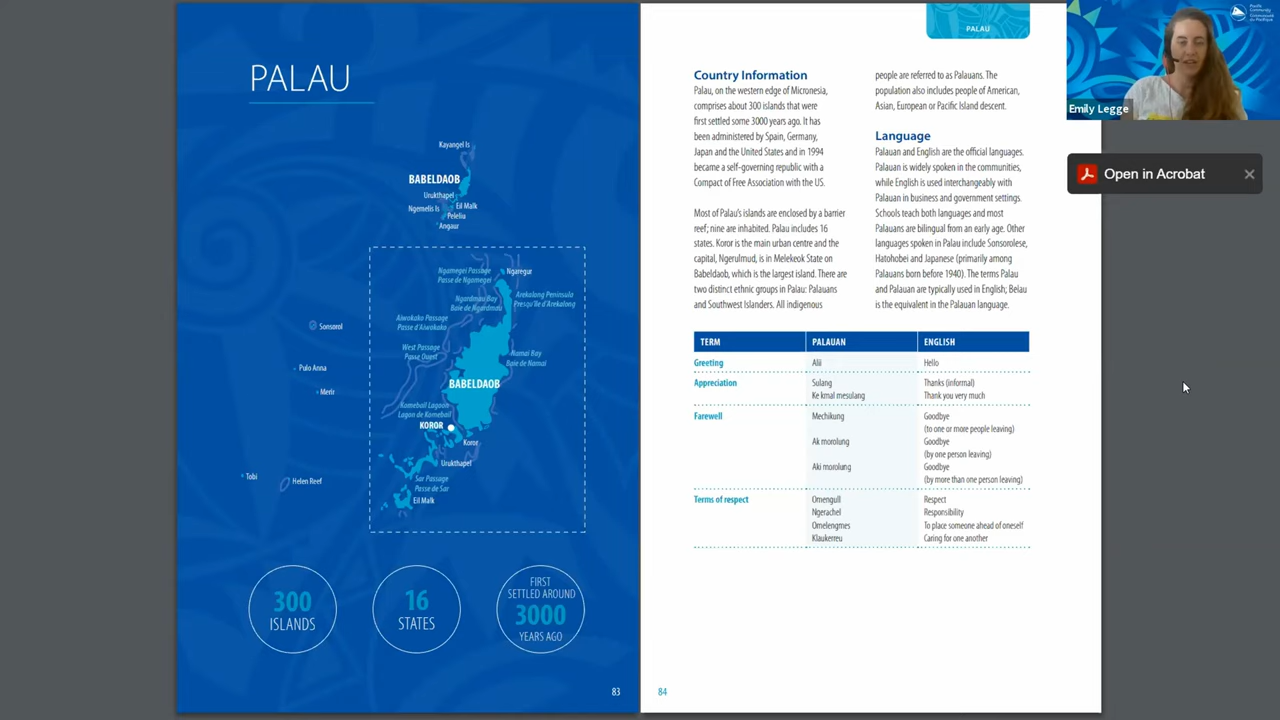 PALAU
Kayangel Is
BABELDAOB
Urukthapel
Ngemelis Is
Eil Malk
Peleliu
Angaur
Ngamegei Passage
Passe de Ngamegei
Ngaregur
Ngardmau Bay
Baie de Ngardmau
Arekalong Peninsula
Presqu'île d'Arekalong
Aiwokako Passage
Passe d'Aiwokako
West Passage
Passe Ouest
Namai Bay
Baie de Namai
BABELDAOB
Komebail Lagoon
Lagon de Komebail
KOROR
Koror
Urukthapel
Sar Passage
Passe de Sar
Eil Malk
Sonsorol
Pulo Anna
Merir
Tobi
Helen Reef
300
ISLANDS
16
STATES
FIRST
SETTLED AROUND
3000
YEARS AGO
83
PALAU
Country Information
Palau, on the western edge of Micronesia,
comprises about 300 islands that were
first settled some 3000 years ago. It has
been administered by Spain, Germany,
Japan and the United States and in 1994
became a self-governing republic with a
Compact of Free Association with the US.
Most of Palau's islands are enclosed by a barrier
reef; nine are inhabited. Palau includes 16
states. Koror is the main urban centre and the
capital, Ngerulmud, is in Melekeok State on
Babeldaob, which is the largest island. There are
two distinct ethnic groups in Palau: Palauans
and Southwest Islanders. All indigenous
people are referred to as Palauans. The
population also includes people of American,
Asian, European or Pacific Island descent.
Language
Palauan and English are the official languages.
Palauan is widely spoken in the communities,
while English is used interchangeably with
Palauan in business and government settings.
Schools teach both languages and most
Palauans are bilingual from an early age. Other
languages spoken in Palau include Sonsorolese,
Hatohobei and Japanese (primarily among
Palauans born before 1940). The terms Palau
and Palauan are typically used in English; Belau
is the equivalent in the Palauan language.
TERM PALAUAN ENGLISH
Greeting Alii Hello
Appreciation Sulang Thanks (informal)
Ke kmal mesulang Thank you very much
Farewell Mechikung Goodbye
(to one or more people leaving)
Ak morolung Goodbye
(by one person leaving)
Aki morolung Goodbye
(by more than one person leaving)
Terms of respect Omengull Respect
Ngerachel Responsibility
Omelengmes To place someone ahead of oneself
Klaukerreu Caring for one another
84
Pacific
Community
Communauté
du Pacifique
Emily Legge
Open in Acrobat